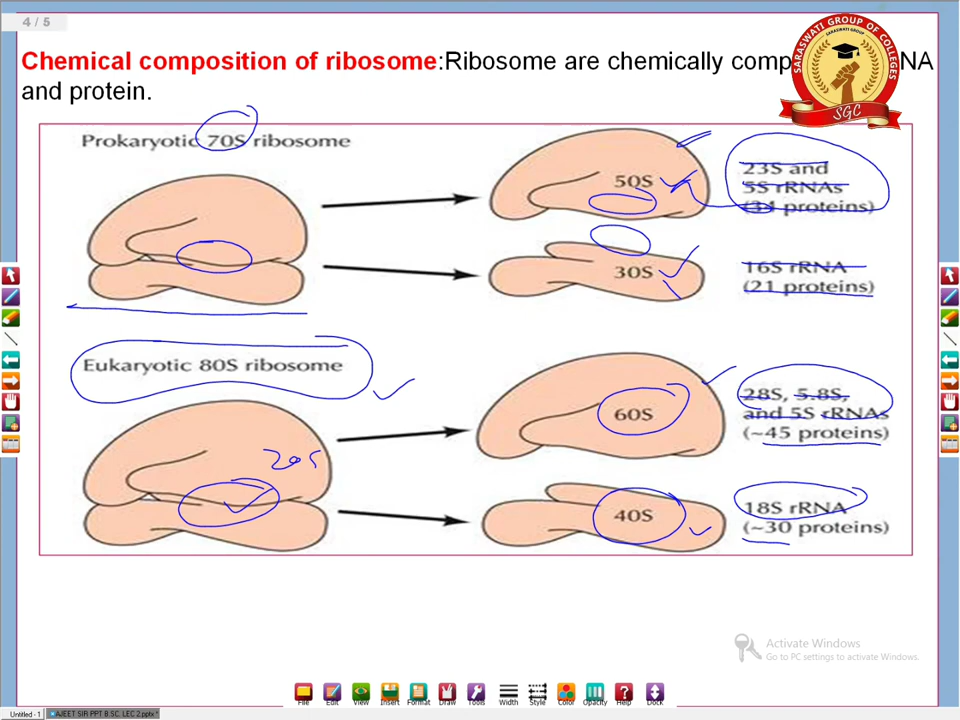 4 / 5
Chemical composition of ribosome:Ribosome are chemically comp NA
and protein.
SARASWATI GROUP OF COLLEGES
SARASWATI GROUP
SGC
Prokaryotic 70S ribosome
50S
23S and
5S rRNAs
(34 proteins)
30S
16S rRNA
(21 proteins)
Eukaryotic 80S ribosome
60S
28S, 5.8S,
and 5S rRNAs
(~45 proteins)
40S
18S rRNA
(~30 proteins)
Activate Windows
Go to PC settings to activate Windows.
File Edit View Insert Format Draw Tools Width Style Color Opacity Help Dock
Untitled - 1 AJEET SIR PPT B.SC. LEC 2.pptx *